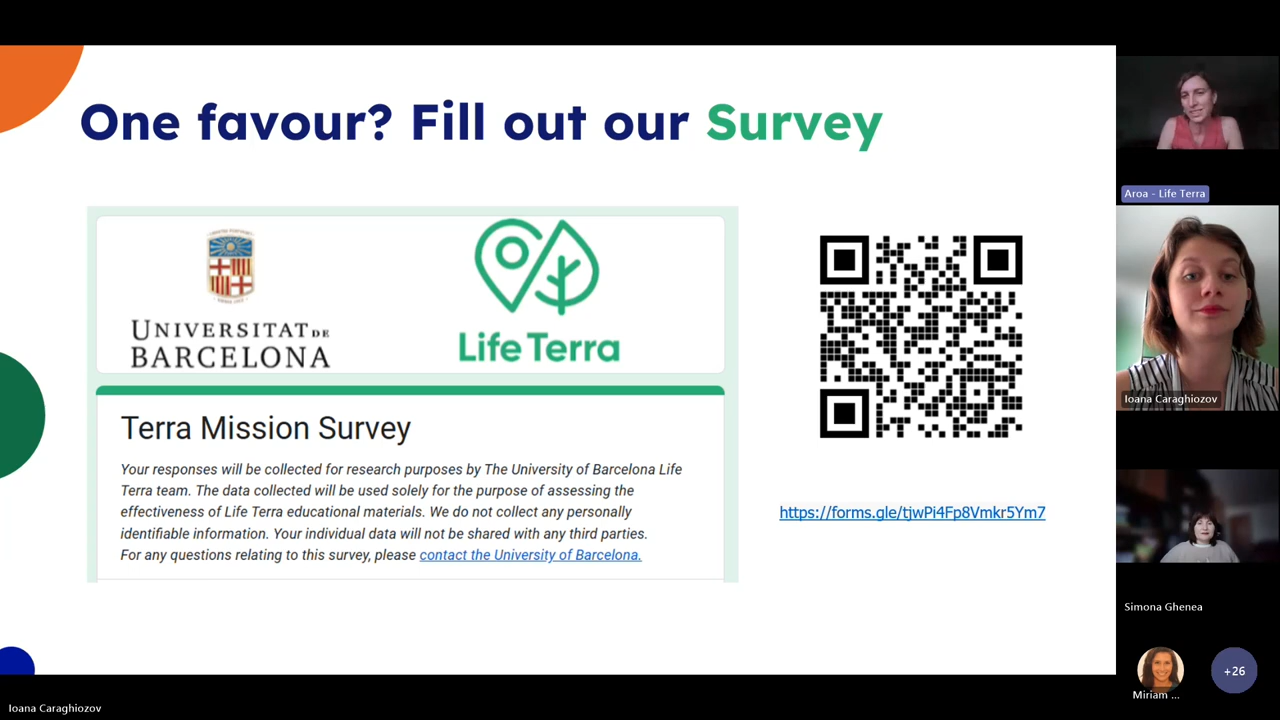 One favour? Fill out our Survey
UNIVERSITAT DE
BARCELONA
Life Terra
Terra Mission Survey
Your responses will be collected for research purposes by The University of Barcelona Life
Terra team. The data collected will be used solely for the purpose of assessing the
effectiveness of Life Terra educational materials. We do not collect any personally
identifiable information. Your individual data will not be shared with any third parties.
For any questions relating to this survey, please contact the University of Barcelona.
https://forms.gle/tjwPi4Fp8Vmkr5Ym7
Aroa - Life Terra
Ioana Caraghiozov
Simona Ghenea
Miriam ...
+26
Ioana Caraghiozov